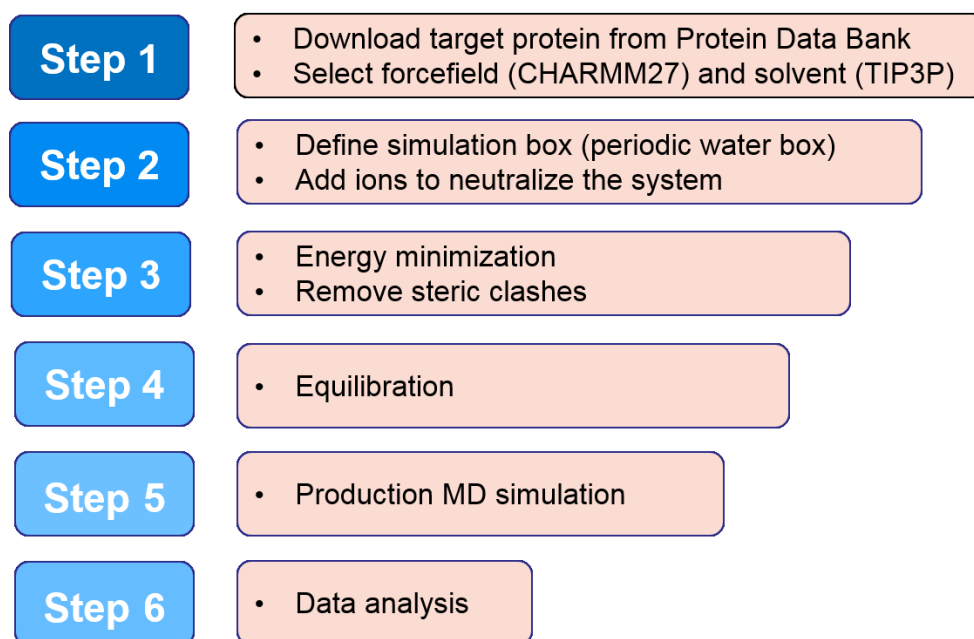 Step 1
• Download target protein from Protein Data Bank
• Select forcefield (CHARMM27) and solvent (TIP3P)
Step 2
• Define simulation box (periodic water box)
• Add ions to neutralize the system
Step 3
• Energy minimization
• Remove steric clashes
Step 4
• Equilibration
Step 5
• Production MD simulation
Step 6
• Data analysis